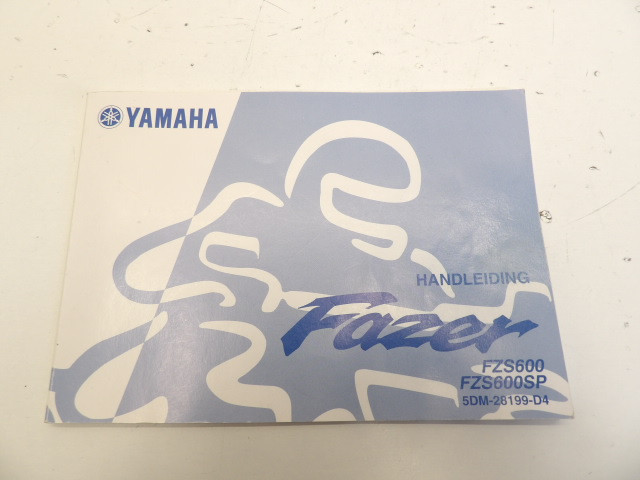 YAMAHA
HANDLEIDING
Fazer
FZS600
FZS600SP
5DM-28199-D4